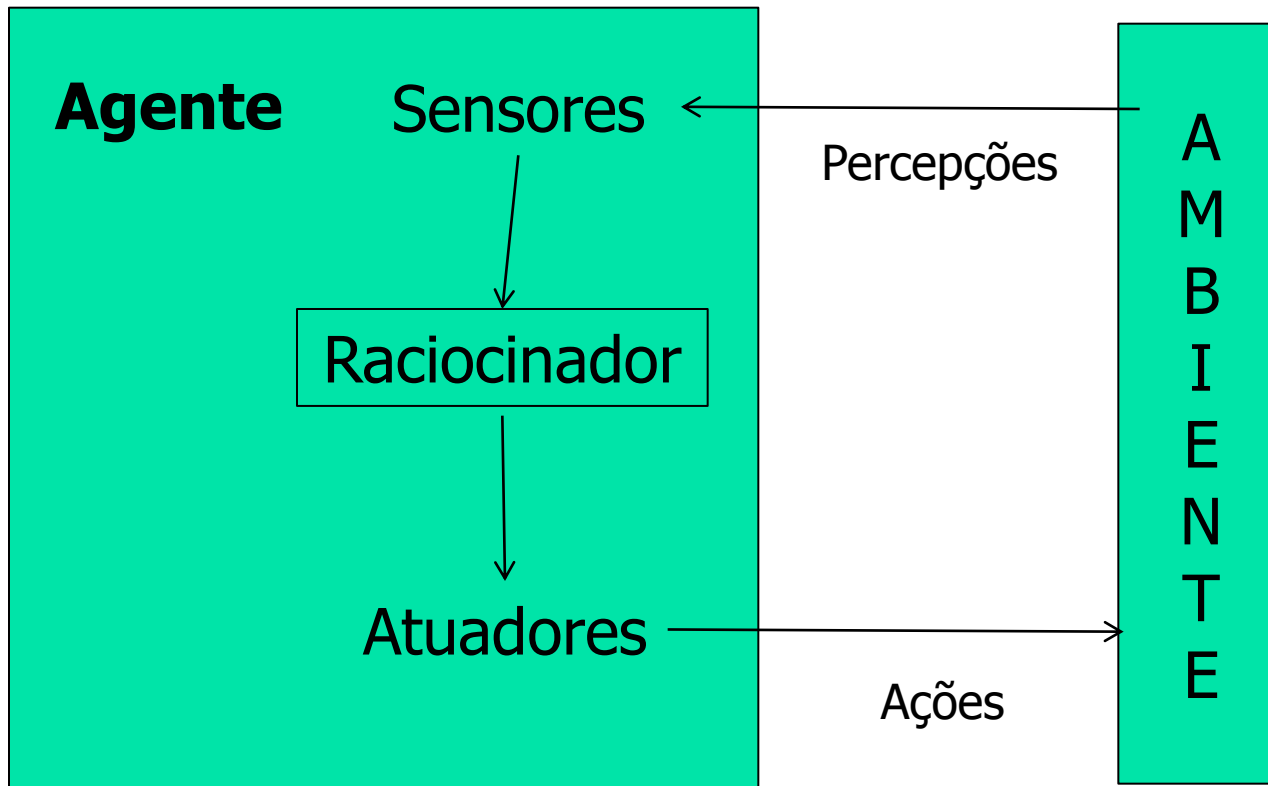 Agente
Sensores
Percepções
Raciocinador
Atuadores
Ações
A
M
B
I
E
N
T
E